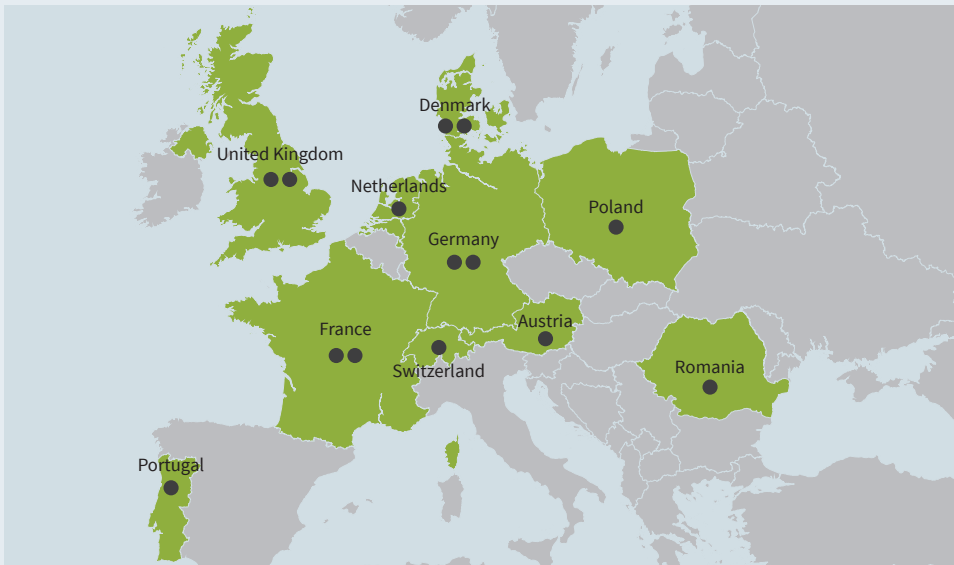 Denmark
United Kingdom
Netherlands
Poland
Germany
Austria
France
Switzerland
Romania
Portugal